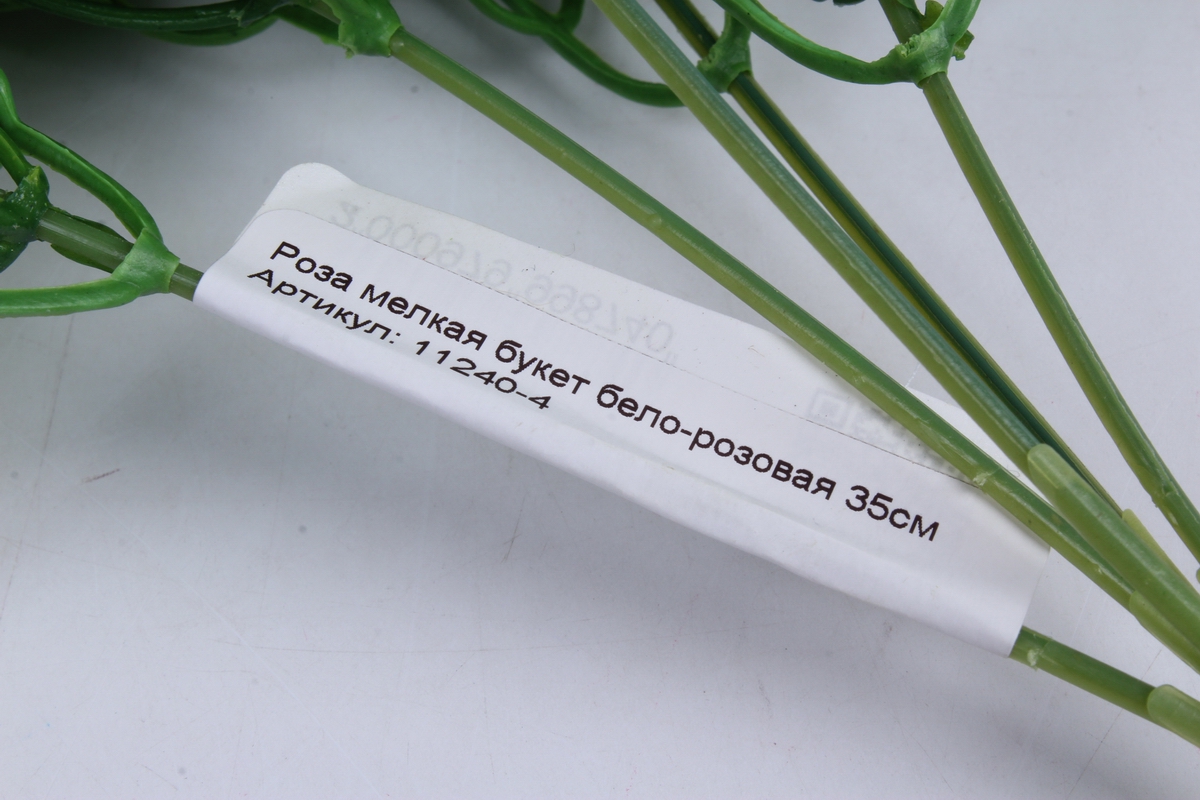 Роза мелкая букет бело-розовая 35см
Артикул: 11240-4